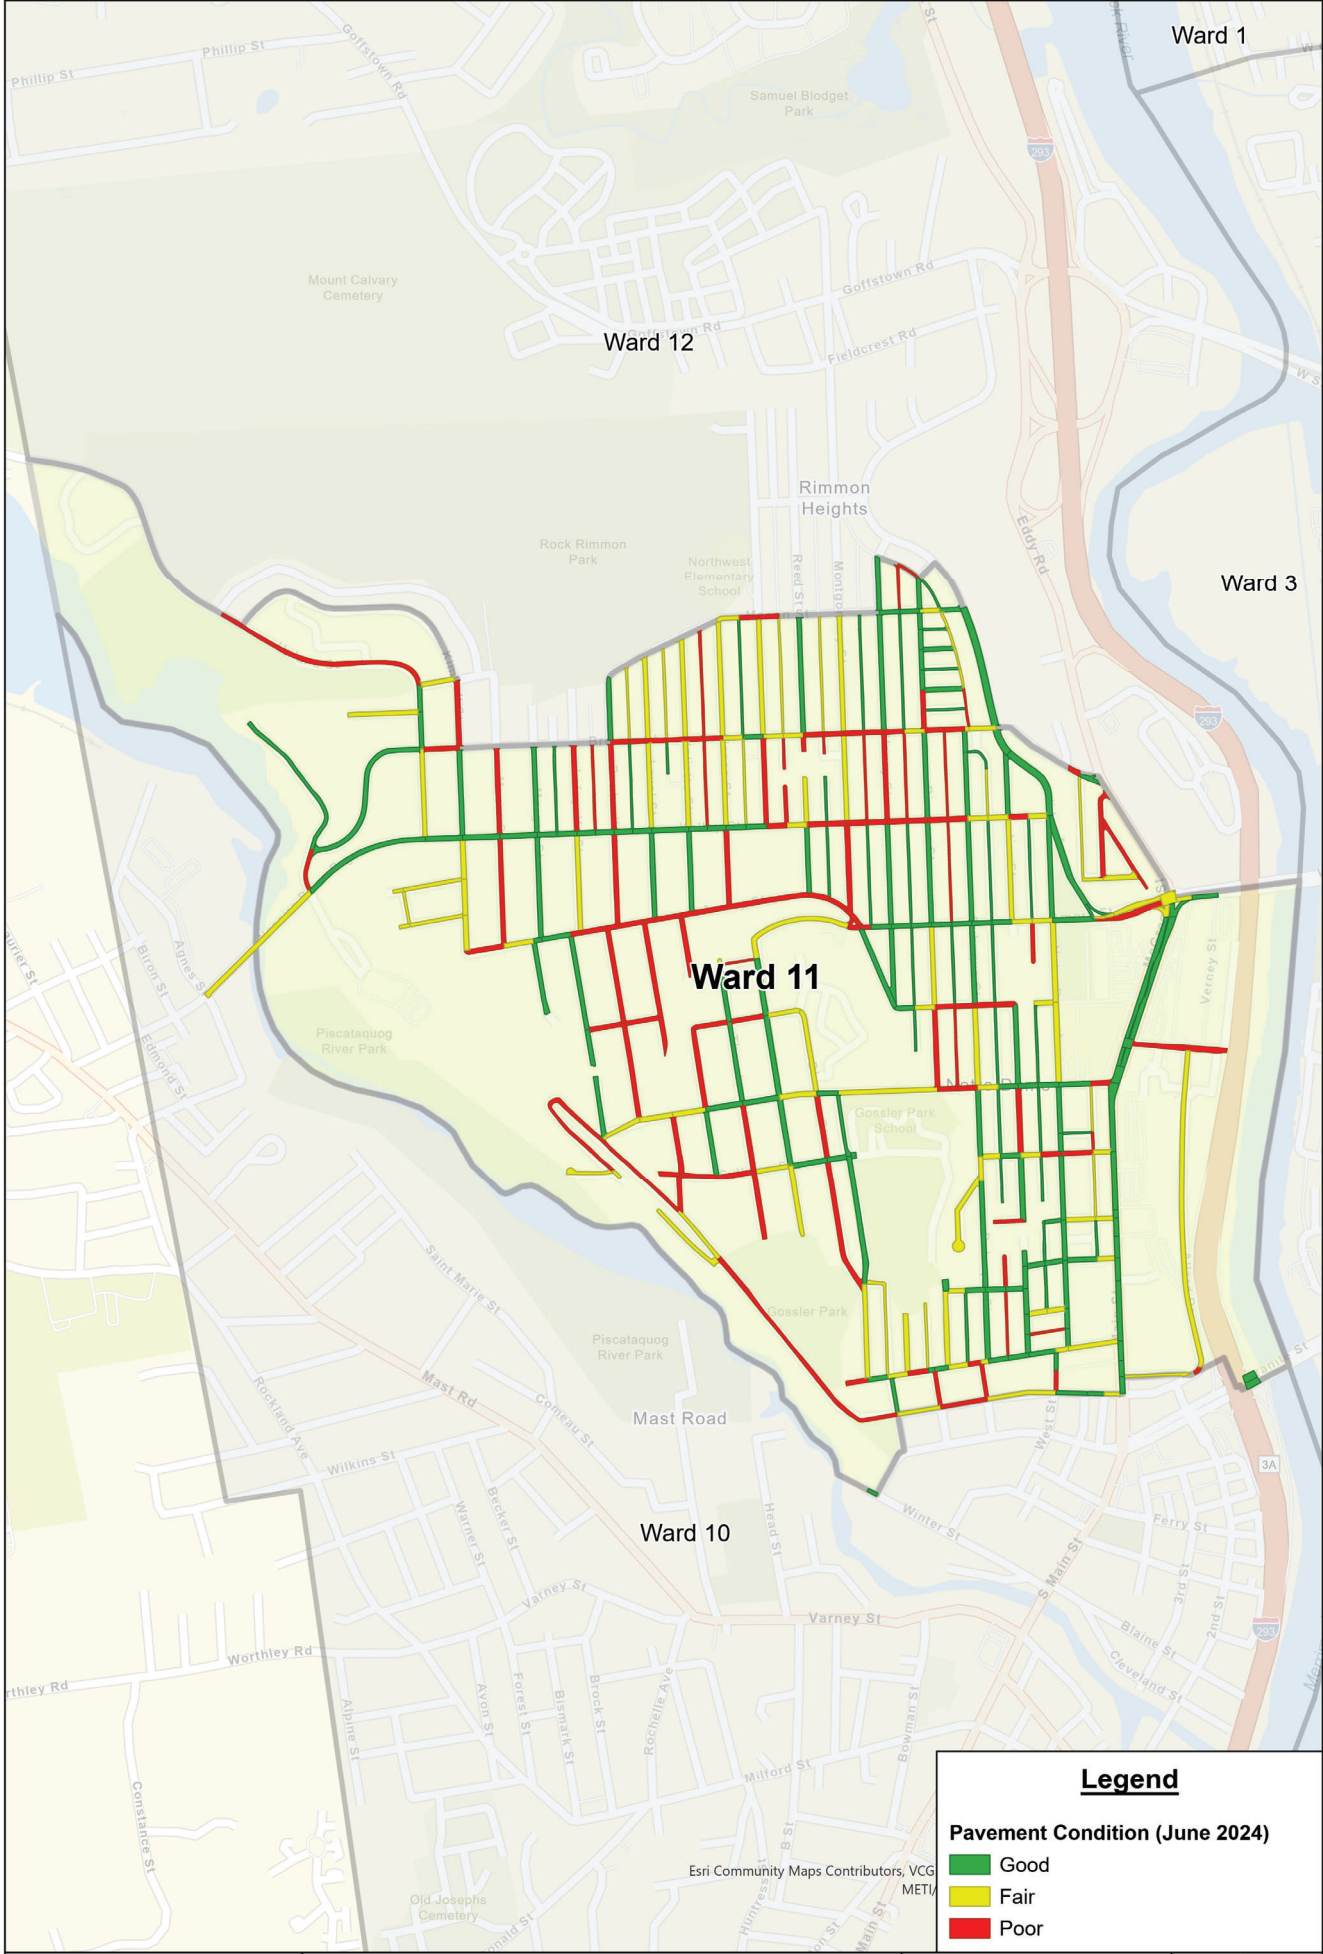 Ward 1
Phillip St
Phillip St
Goffstown Rd
Samuel Blodget
Park
293
Mount Calvary
Cemetery
Goffstown Rd
Goffstown Rd
Ward 12
Fieldcrest Rd
Rimmon
Heights
Eddy Rd
Rock Rimmon
Park
Northwest
Elementary
School
Ward 3
293
Agnes St
Biron St
Verney St
Ward 11
Piscataquog
River Park
Edmond St
Gossler Park
School
Saint Marie St
Gossler Park
Piscataquog
River Park
Mast Rd
Rockland Ave
Comeau St
Mast Road
West St
3A
Wilkins St
Becker St
Warner St
Head St
Ward 10
Winter St
Ferry St
S Main St
3rd St
2nd St
Varney St
Varney St
Blaine St
293
Cleveland St
Worthley Rd
rthley Rd
Alpine St
Avon St
Forest St
Bismark St
Brock St
Rochelle Ave
Bowman St
Milford St
Constance St
B St
Legend
Pavement Condition (June 2024)
Good
Fair
Poor
Esri Community Maps Contributors, VCG
METI/
Old Josephs
Cemetery
Main St